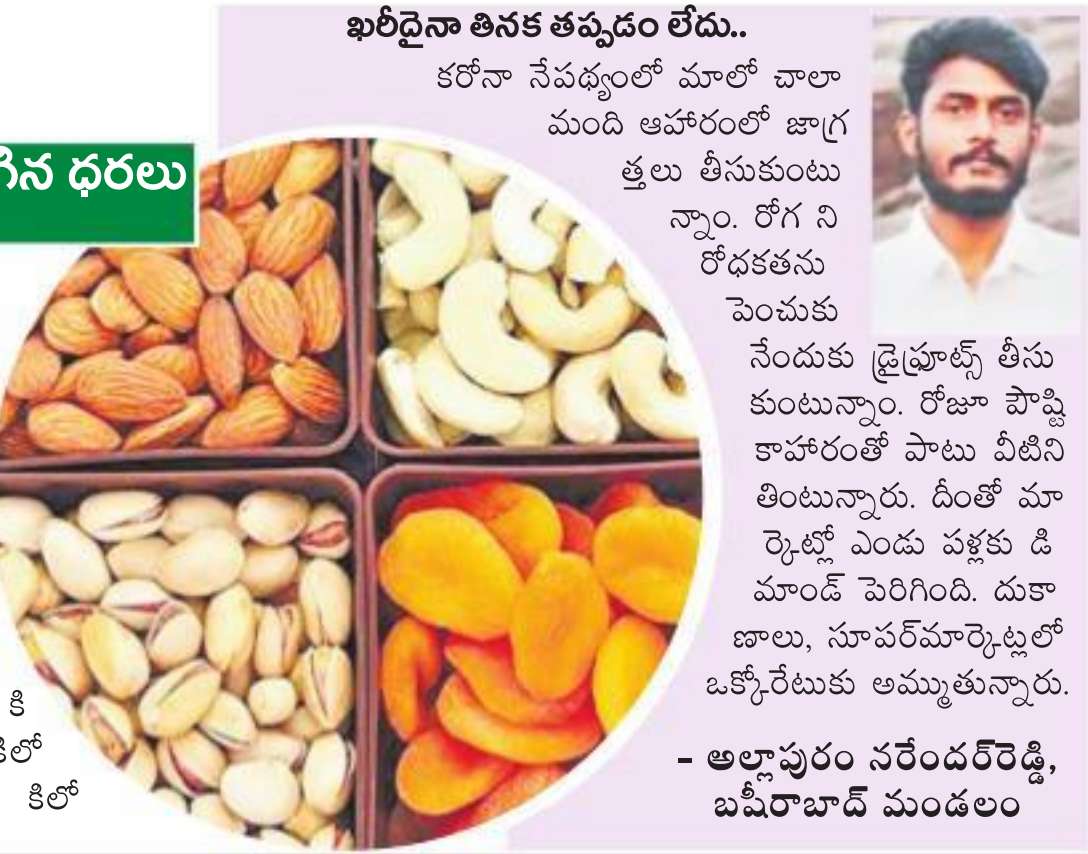 ఖరీదైనా తినక తప్పడం లేదు..
కరోనా నేపథ్యంలో మాలో చాలా
మంది ఆహారంలో జాగ్ర
త్తలు తీసుకుంటు
న్నాం. రోగ ని
రోధకతను
పెంచుకు
నేందుకు డ్రైఫ్రూట్స్ తీసు
కుంటున్నాం. రోజూ పౌష్టి
కాహారంతో పాటు వీటిని
తింటున్నారు. దీంతో మా
ర్కెట్లో ఎండు పళ్లకు డి
మాండ్ పెరిగింది. దుకా
ణాలు, సూపర్‌మార్కెట్లలో
ఒక్కోరేటుకు అమ్ముతున్నారు.
- అల్లాపురం నరేందర్‌రెడ్డి,
బషీరాబాద్ మండలం
ధరలు
కి
కిలో